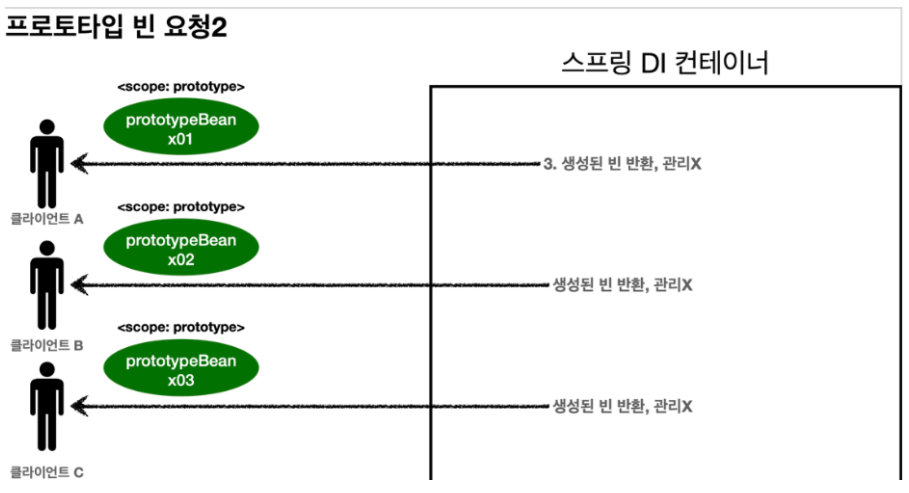 프로토타입 빈 요청2
스프링 DI 컨테이너
<scope: prototype>
prototypeBean
x01
3. 생성된 빈 반환, 관리X
클라이언트 A
<scope: prototype>
prototypeBean
x02
생성된 빈 반환, 관리X
클라이언트 B
<scope: prototype>
prototypeBean
x03
생성된 빈 반환, 관리X
클라이언트 C